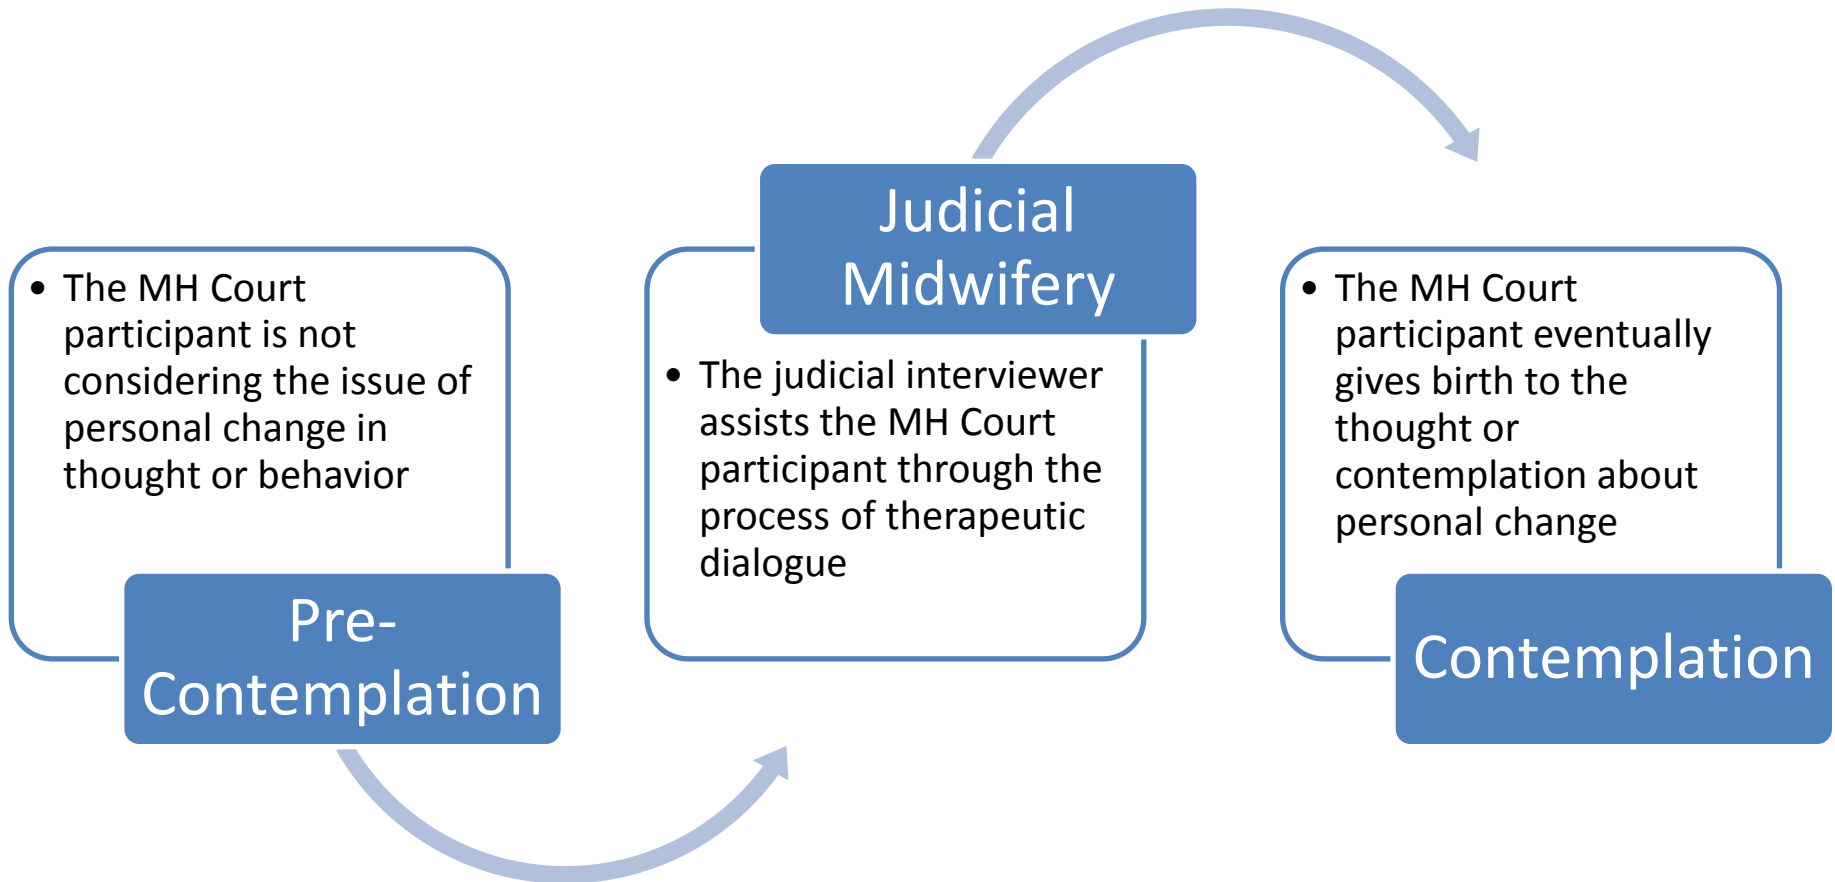 • The MH Court
participant is not
considering the issue of
personal change in
thought or behavior
Pre-
Contemplation
Judicial
Midwifery
• The judicial interviewer
assists the MH Court
participant through the
process of therapeutic
dialogue
• The MH Court
participant eventually
gives birth to the
thought or
contemplation about
personal change
Contemplation